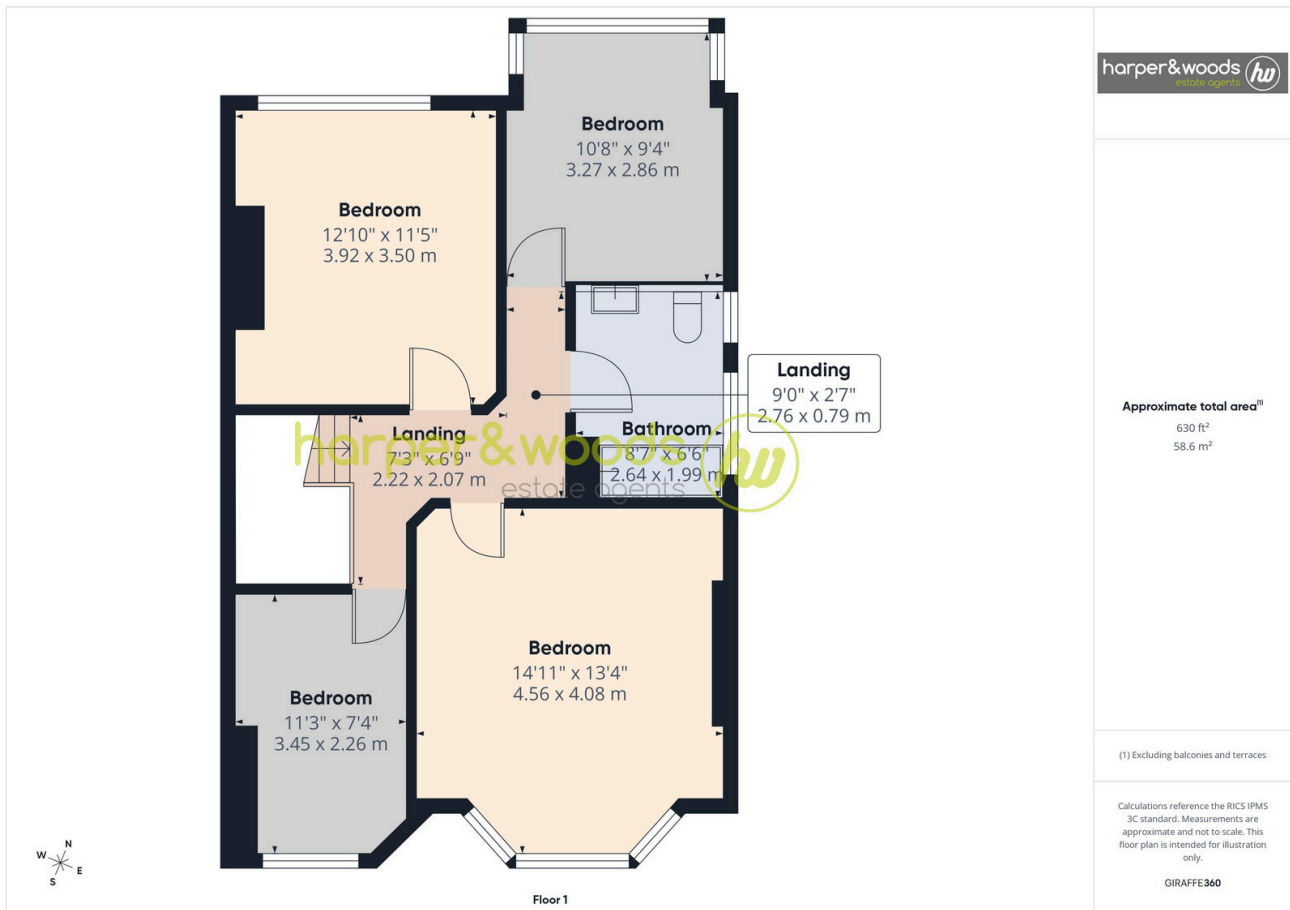 Bedroom
10'8" x 9'4"
3.27 x 2.86 m
Bedroom
12'10" x 11'5"
3.92 x 3.50 m
Landing
9'0" x 2'7"
2.76 x 0.79 m
Landing
7'3" x 6'9"
2.22 x 2.07 m
Bathroom
8'7" x 6'6"
2.64 x 1.99 m
harper&woods hw
estate agents
Bedroom
14'11" x 13'4"
4.56 x 4.08 m
Bedroom
11'3" x 7'4"
3.45 x 2.26 m
N
W
E
S
Floor 1
harper&woods hw
estate agents
Approximate total area(1)
630 ft²
58.6 m²
(1) Excluding balconies and terraces
Calculations reference the RICS IPMS
3C standard. Measurements are
approximate and not to scale. This
floor plan is intended for illustration
only.
GIRAFFE360